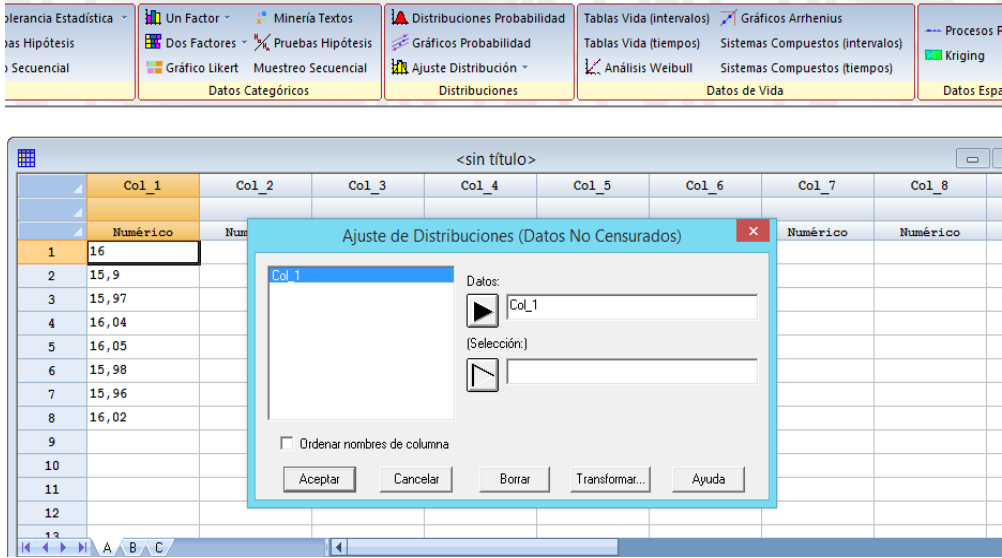 Estadística Un Factor Minería Textos Distribuciones Probabilidad Tablas Vida (intervalos) Gráficos Arrhenius
Hipótesis Dos Factores Pruebas Hipótesis Gráficos Probabilidad Tablas Vida (tiempos) Sistemas Compuestos (intervalos) Procesos
Secuencial Gráfico Likert Muestreo Secuencial Ajuste Distribución Análisis Weibull Sistemas Compuestos (tiempos) Kriging
Datos Categóricos Distribuciones Datos de Vida Datos
<sin título>
Col_1 Col_2 Col_3 Col_4 Col_5 Col_6 Col_7 Col_8
Numérico Numérico Numérico
Ajuste de Distribuciones (Datos No Censurados)
1 16
2 15,9
3 15,97
4 16,04
5 16,05
6 15,98
7 15,96
8 16,02
9
10
11
12
13
Col_1
Datos:
Col_1
(Selección:)
Ordenar nombres de columna
Aceptar Cancelar Borrar Transformar... Ayuda
A B C